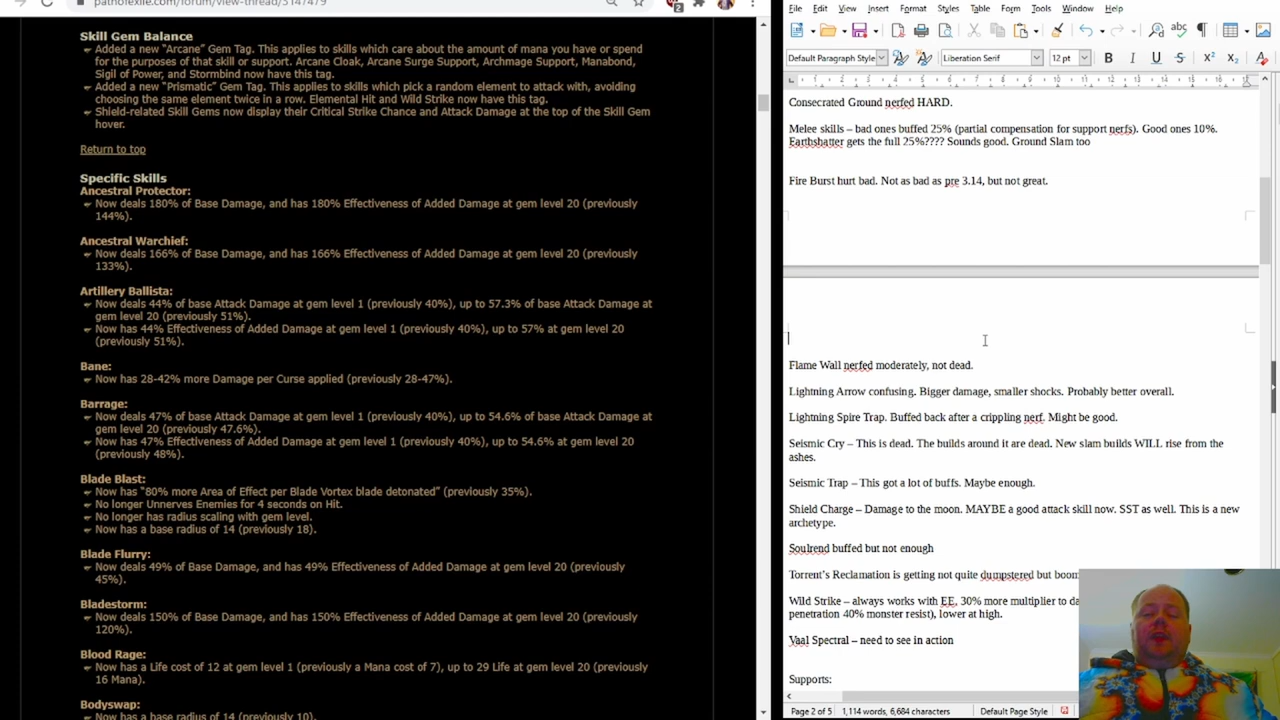 pathofexile.com/forum/view-thread/3147479
Skill Gem Balance
Added a new “Arcane” Gem Tag. This applies to skills which care about the amount of mana you have or spend
for the purposes of that skill or support. Arcane Cloak, Arcane Surge Support, Archmage Support, Manabond,
Sigil of Power, and Stormbind now have this tag.
Added a new “Prismatic” Gem Tag. This applies to skills which pick a random element to attack with, avoiding
choosing the same element twice in a row. Elemental Hit and Wild Strike now have this tag.
Shield-related Skill Gems now display their Critical Strike Chance and Attack Damage at the top of the Skill Gem
hover.
Return to top
Specific Skills
Ancestral Protector:
Now deals 180% of Base Damage, and has 180% Effectiveness of Added Damage at gem level 20 (previously
144%).
Ancestral Warchief:
Now deals 166% of Base Damage, and has 166% Effectiveness of Added Damage at gem level 20 (previously
133%).
Artillery Ballista:
Now deals 44% of base Attack Damage at gem level 1 (previously 40%), up to 57.3% of base Attack Damage at
gem level 20 (previously 51%).
Now has 44% Effectiveness of Added Damage at gem level 1 (previously 40%), up to 57% at gem level 20
(previously 51%).
Bane:
Now has 28-42% more Damage per Curse applied (previously 28-47%).
Barrage:
Now deals 47% of base Attack Damage at gem level 1 (previously 40%), up to 54.6% of base Attack Damage at
gem level 20 (previously 47.6%).
Now has 47% Effectiveness of Added Damage at gem level 1 (previously 40%), up to 54.6% at gem level 20
(previously 48%).
Blade Blast:
Now has “80% more Area of Effect per Blade Vortex blade detonated” (previously 35%).
No longer Unnerves Enemies for 4 seconds on Hit.
No longer has radius scaling with gem level.
Now has a base radius of 14 (previously 18).
Blade Flurry:
Now deals 49% of Base Damage, and has 49% Effectiveness of Added Damage at gem level 20 (previously
45%).
Bladestorm:
Now deals 150% of Base Damage, and has 150% Effectiveness of Added Damage at gem level 20 (previously
120%).
Blood Rage:
Now has a Life cost of 12 at gem level 1 (previously a Mana cost of 7), up to 29 Life at gem level 20 (previously
16 Mana).
Bodyswap:
Now has a base radius of 14 (previously 10).
File Edit View Insert Format Styles Table Form Tools Window Help
Default Paragraph Style Liberation Serif 12 pt
Consecrated Ground nerfed HARD.
Melee skills – bad ones buffed 25% (partial compensation for support nerfs). Good ones 10%.
Earthshatter gets the full 25%???? Sounds good. Ground Slam too
Fire Burst hurt bad. Not as bad as pre 3.14, but not great.
Flame Wall nerfed moderately, not dead.
Lightning Arrow confusing. Bigger damage, smaller shocks. Probably better overall.
Lightning Spire Trap. Buffed back after a crippling nerf. Might be good.
Seismic Cry – This is dead. The builds around it are dead. New slam builds WILL rise from the
ashes.
Seismic Trap – This got a lot of buffs. Maybe enough.
Shield Charge – Damage to the moon. MAYBE a good attack skill now. SST as well. This is a new
archetype.
Soulrend buffed but not enough
Torrent's Reclamation is getting not quite dumpstered but boom
Wild Strike – always works with EE, 30% more multiplier to da
penetration 40% monster resist), lower at high.
Vaal Spectral – need to see in action
Supports:
Page 2 of 5 1,114 words, 6,684 characters Default Page Style